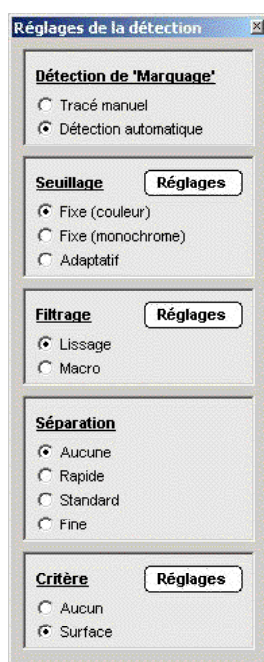 Réglages de la détection
Détection de 'Marquage'
Tracé manuel
Détection automatique
Seuillage Réglages
Fixe (couleur)
Fixe (monochrome)
Adaptatif
Filtrage Réglages
Lissage
Macro
Séparation
Aucune
Rapide
Standard
Fine
Critère Réglages
Aucun
Surface